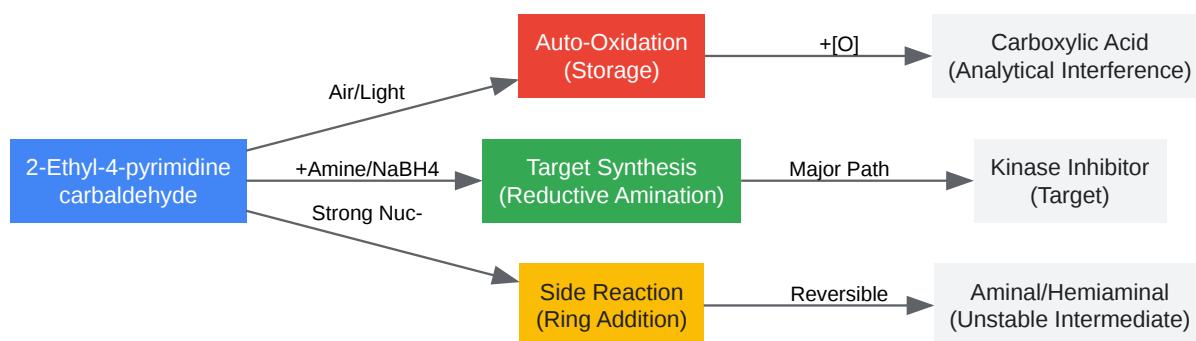 Auto-Oxidation
(Storage)
+[O]
Carboxylic Acid
(Analytical Interference)
Air/Light
2-Ethyl-4-pyrimidine
carbaldehyde
+Amine/NaBH4
Target Synthesis
(Reductive Amination)
Major Path
Kinase Inhibitor
(Target)
Strong Nuc-
Side Reaction
(Ring Addition)
Reversible
Aminal/Hemiaminal
(Unstable Intermediate)